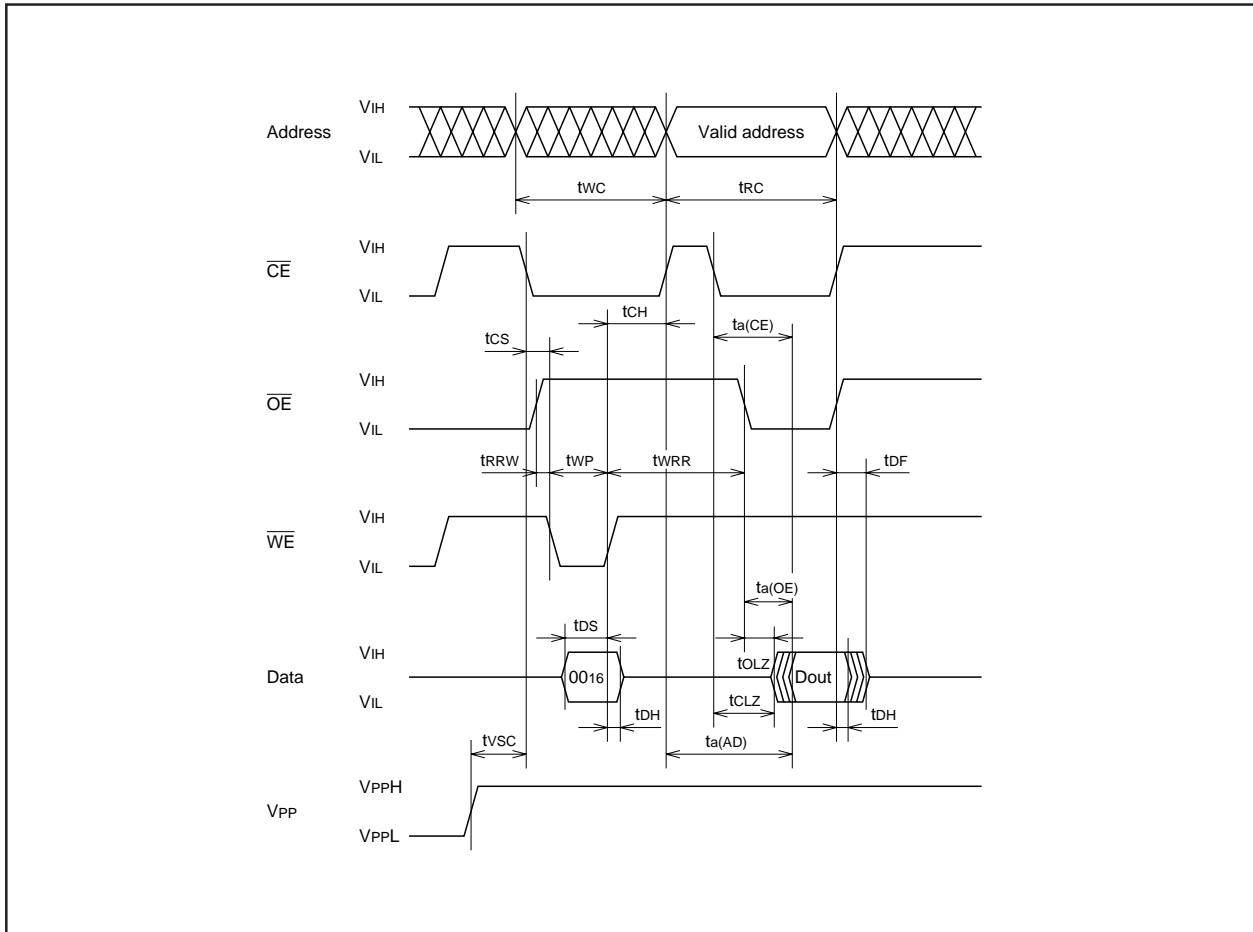 VIH
Address
Valid address
VIL
tWC
tRC
VIH
CE
VIL
tCH
ta(CE)
tCS
VIH
OE
VIL
tRRW
tWP
tWRR
tDF
VIH
WE
VIL
ta(OE)
tDS
VIH
tOLZ
Data
0016
Dout
VIL
tCLZ
tDH
tDH
tVSC
ta(AD)
VPPH
VPP
VPPL